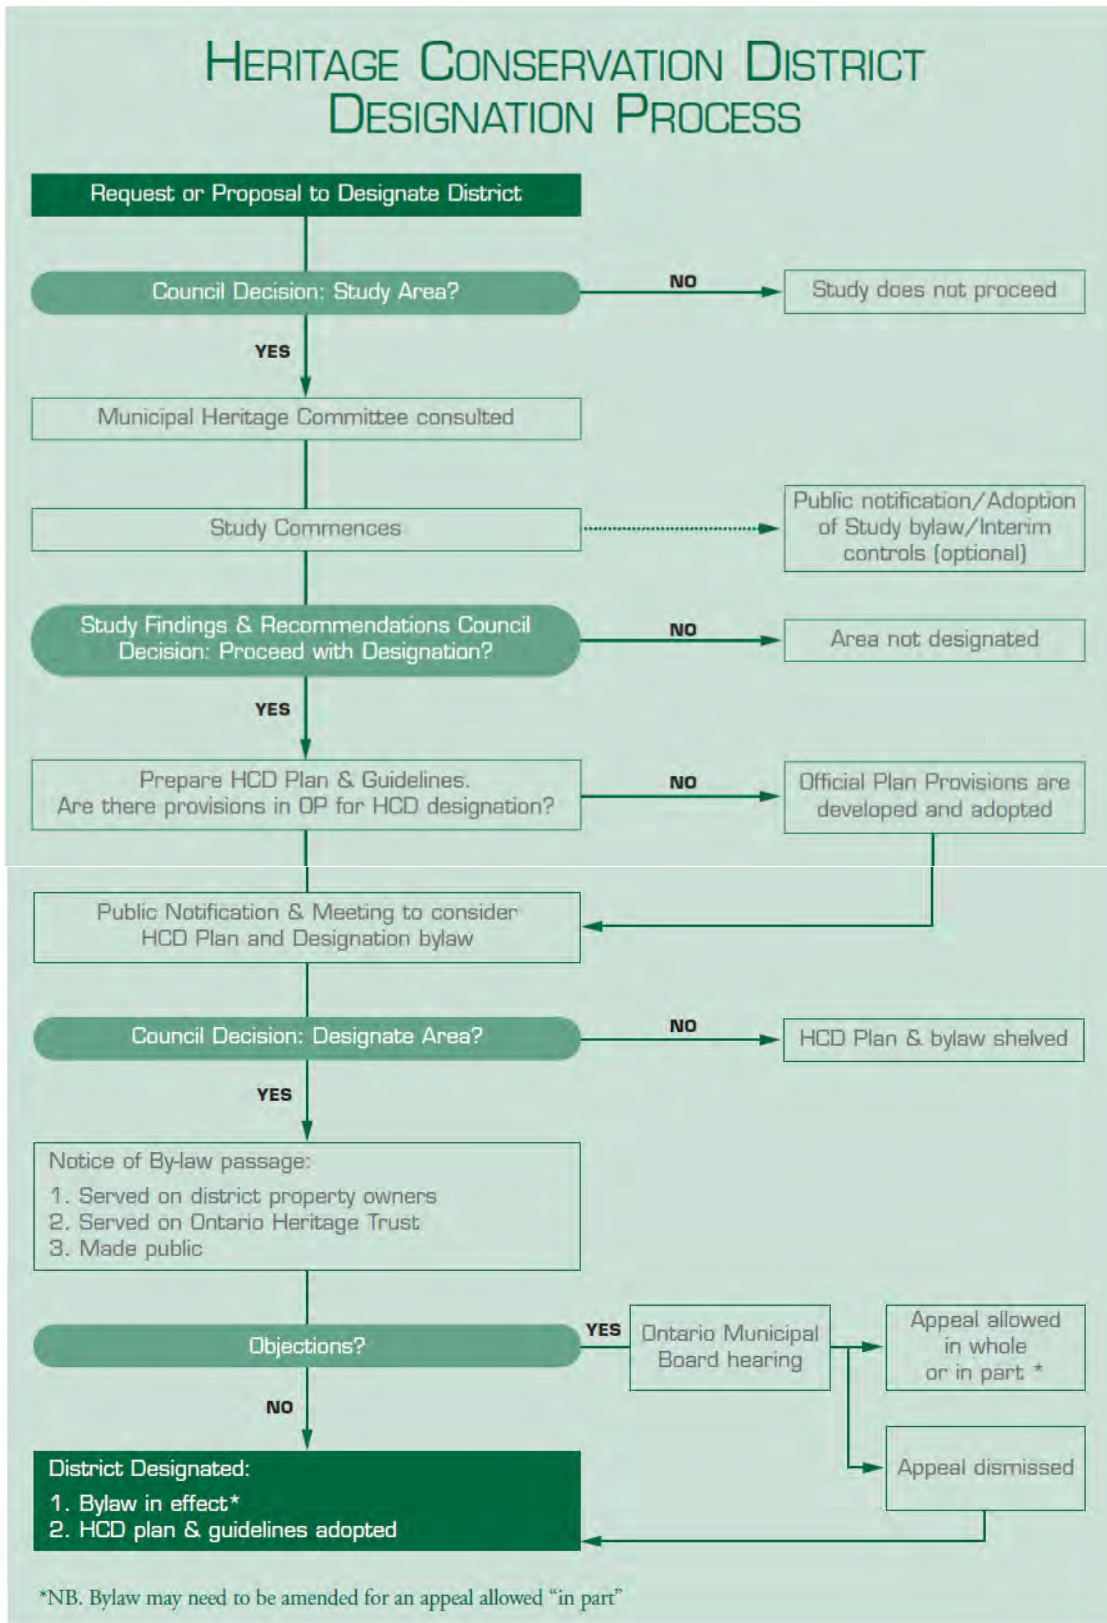 HERITAGE CONSERVATION DISTRICT
DESIGNATION PROCESS
Request or Proposal to Designate District
Council Decision: Study Area?
NO
Study does not proceed
YES
Municipal Heritage Committee consulted
Study Commences
Public notification/Adoption
of Study bylaw/Interim
controls (optional)
Study Findings & Recommendations Council
Decision: Proceed with Designation?
NO
Area not designated
YES
Prepare HCD Plan & Guidelines.
Are there provisions in OP for HCD designation?
NO
Official Plan Provisions are
developed and adopted
Public Notification & Meeting to consider
HCD Plan and Designation bylaw
Council Decision: Designate Area?
NO
HCD Plan & bylaw shelved
YES
Notice of By-law passage:
1. Served on district property owners
2. Served on Ontario Heritage Trust
3. Made public
Objections?
YES
Ontario Municipal
Board hearing
Appeal allowed
in whole
or in part *
NO
Appeal dismissed
District Designated:
1. Bylaw in effect*
2. HCD plan & guidelines adopted
*NB. Bylaw may need to be amended for an appeal allowed “in part”